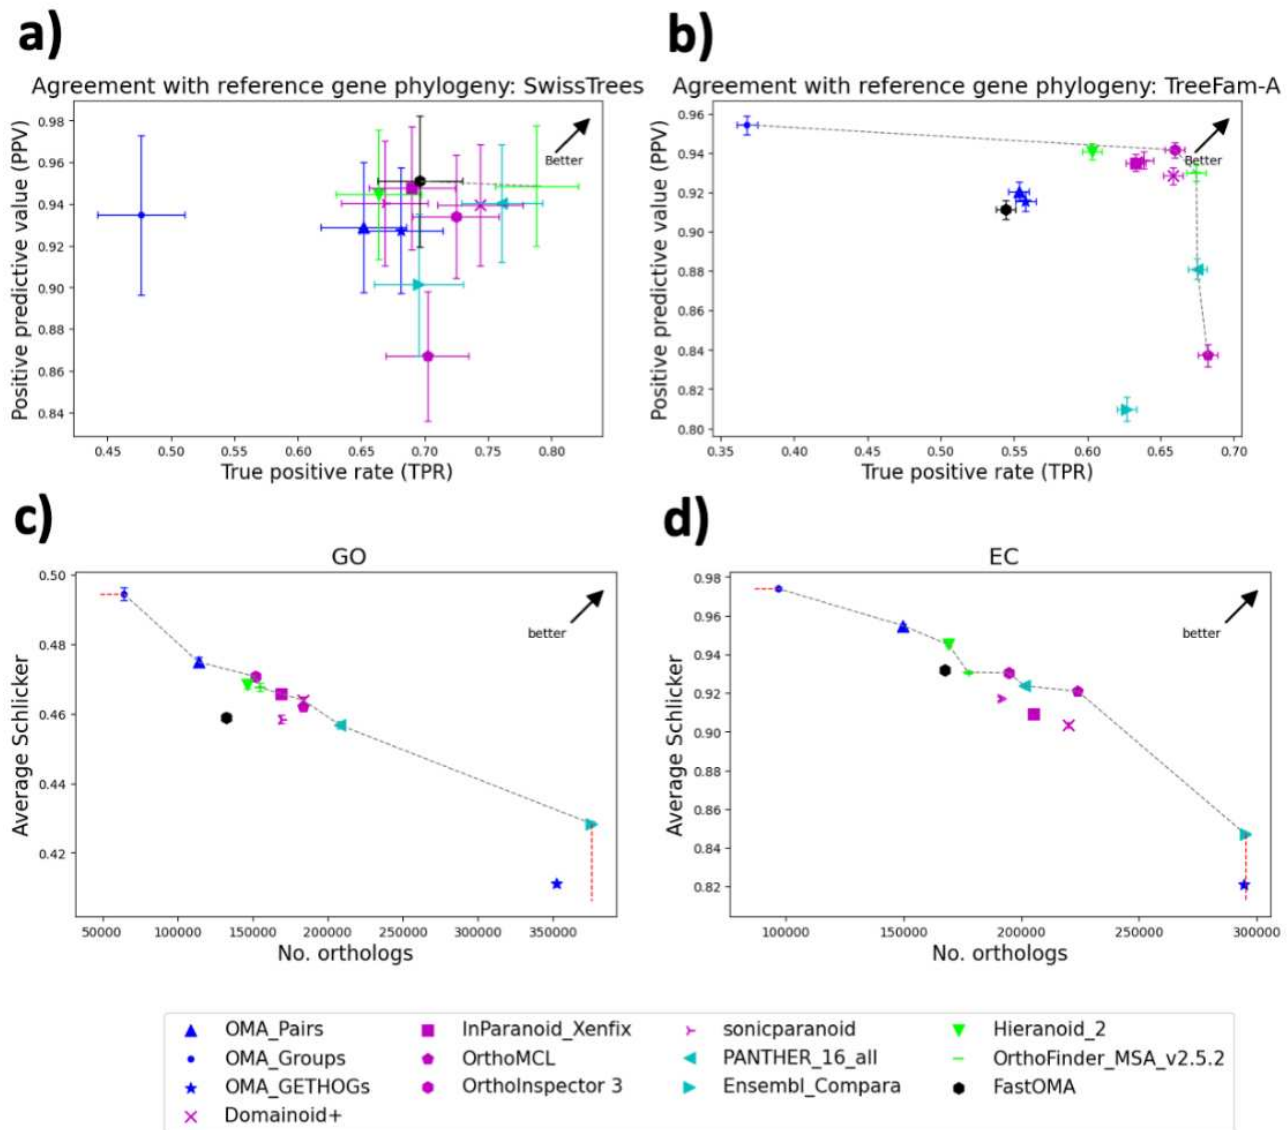 a)
Agreement with reference gene phylogeny: SwissTrees
Positive predictive value (PPV)
0.98
0.96
0.94
0.92
0.90
0.88
0.86
0.84
Better
0.45 0.50 0.55 0.60 0.65 0.70 0.75 0.80
True positive rate (TPR)
b)
Agreement with reference gene phylogeny: TreeFam-A
Positive predictive value (PPV)
0.96
0.94
0.92
0.90
0.88
0.86
0.84
0.82
0.80
Better
0.35 0.40 0.45 0.50 0.55 0.60 0.65 0.70
True positive rate (TPR)
c)
GO
Average Schlicker
0.50
0.48
0.46
0.44
0.42
better
50000 100000 150000 200000 250000 300000 350000
No. orthologs
d)
EC
Average Schlicker
0.98
0.96
0.94
0.92
0.90
0.88
0.86
0.84
0.82
better
100000 150000 200000 250000 300000
No. orthologs
OMA_Pairs InParanoid_Xenfix sonicparanoid Hieranoid_2
OMA_Groups OrthoMCL PANTHER_16_all OrthoFinder_MSA_v2.5.2
OMA_GETHOGs OrthoInspector 3 Ensembl_Compara FastOMA
Domainoid+